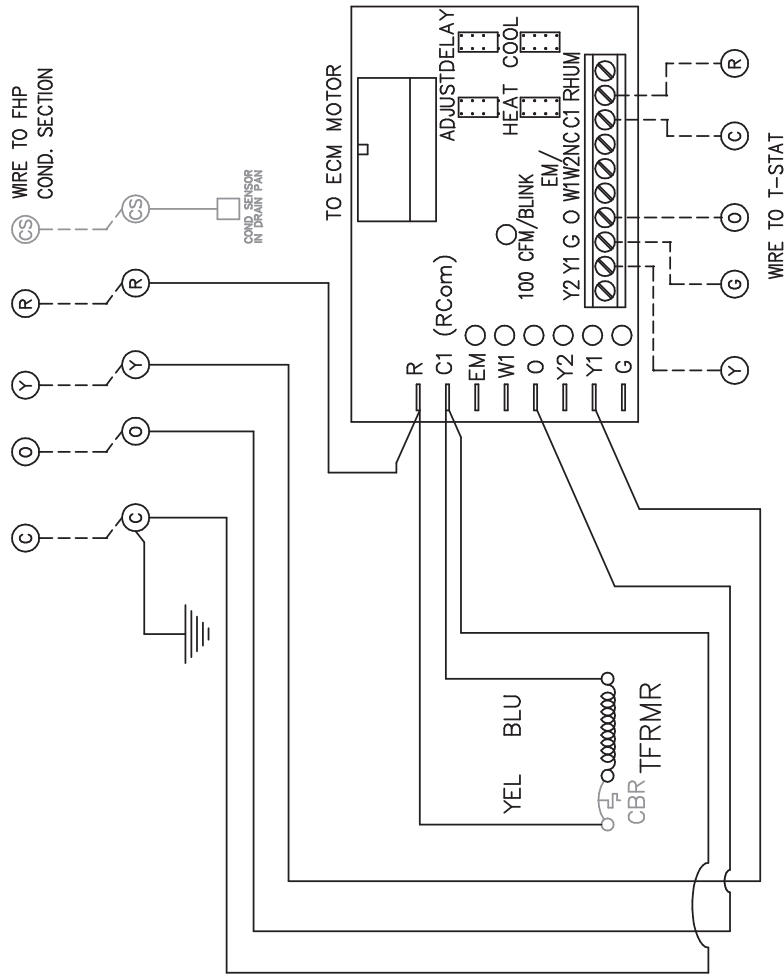 WIRE TO FHP
COND. SECTION
CS
R
Y
O
C
CS
R
Y
O
C
COND SENSOR
IN DRAIN PAN
TO ECM MOTOR
ADJUST DELAY
HEAT COOL
100 CFM/BLINK
EM/
Y2 Y1 G O W1 W2 NC C1 R HUM
R
C1 (RCom)
EM
W1
O
Y2
Y1
G
YEL BLU
CBR
TFRMR
Y
G
O
C
R
WIRE TO T-STAT